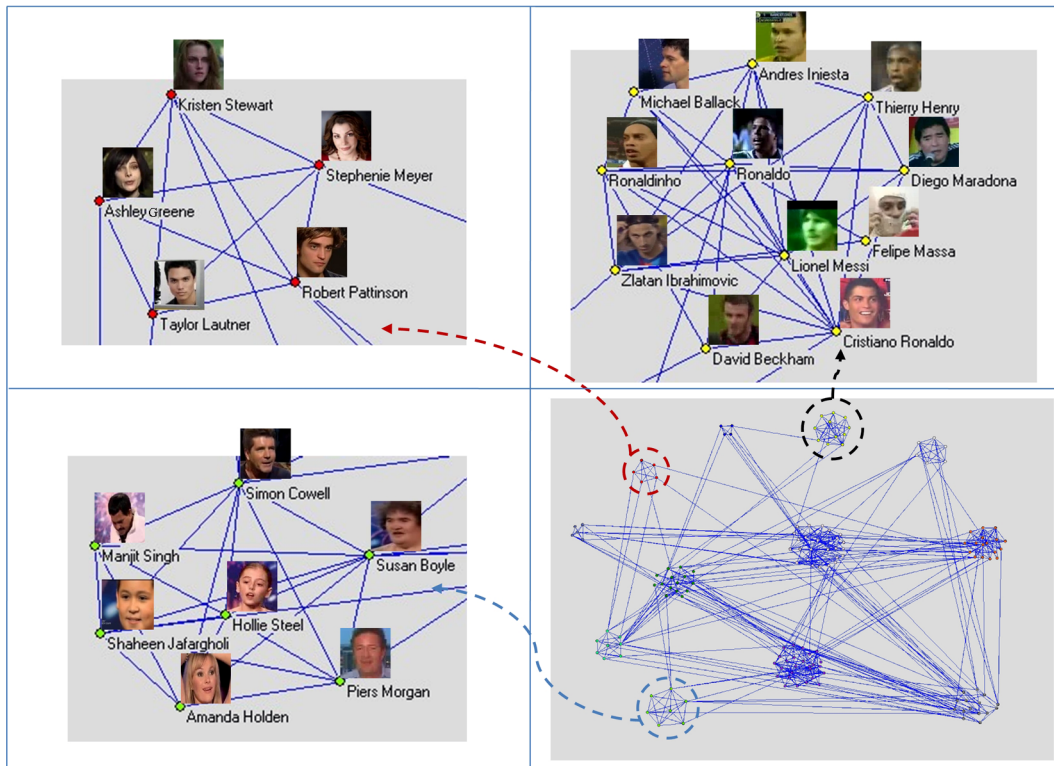 Kristen Stewart
Stephenie Meyer
Ashley Greene
Robert Pattinson
Taylor Lautner
Andres Iniesta
Michael Ballack
Thierry Henry
Ronaldinho
Ronaldo
Diego Maradona
Felipe Massa
Lionel Messi
Zlatan Ibrahimovic
Cristiano Ronaldo
David Beckham
Simon Cowell
Manjit Singh
Susan Boyle
Hollie Steel
Shaheen Jafargholi
Piers Morgan
Amanda Holden